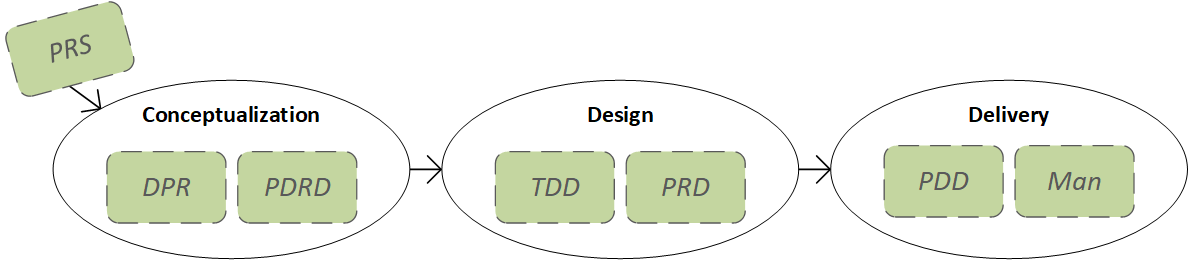 PRS
Conceptualization
DPR
PDRD
Design
TDD
PRD
Delivery
PDD
Man